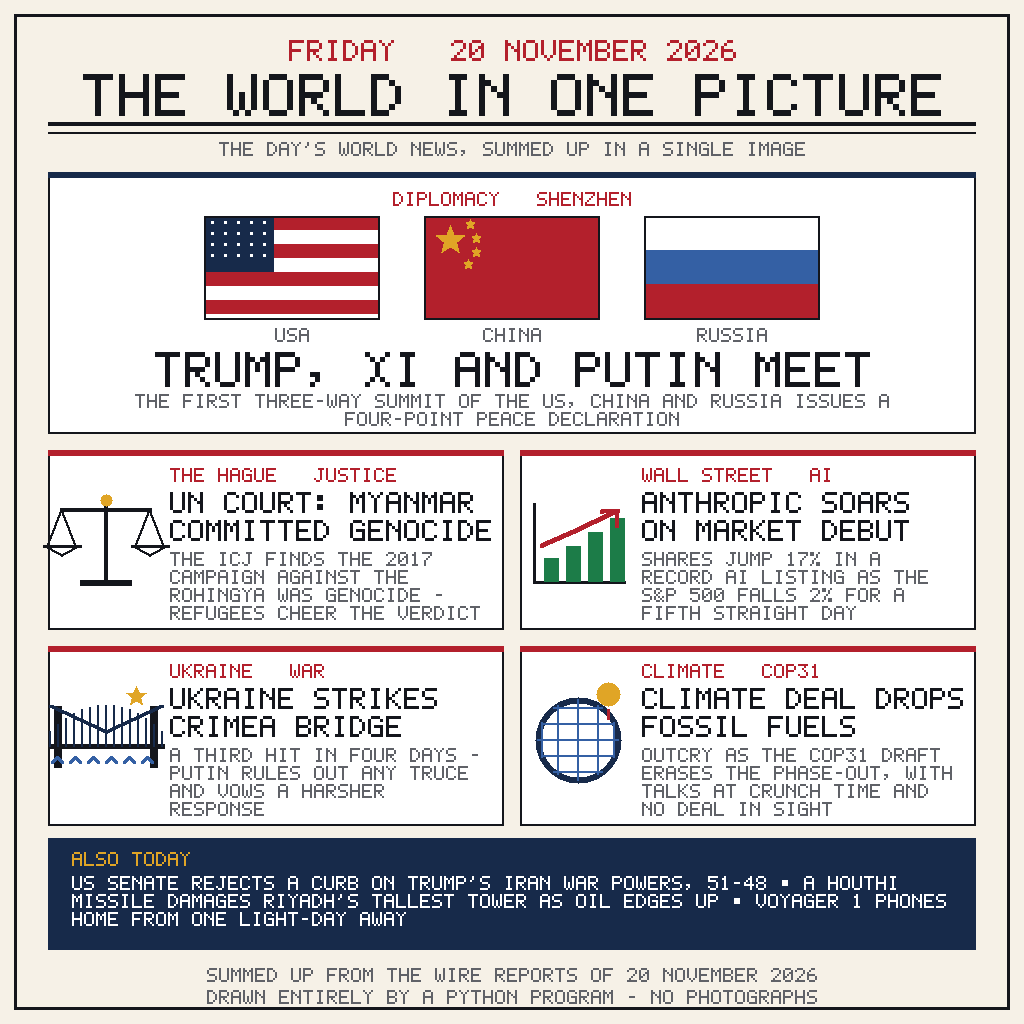 FRIDAY 20 NOVEMBER 2026
THE WORLD IN ONE PICTURE
THE DAY'S WORLD NEWS, SUMMED UP IN A SINGLE IMAGE
DIPLOMACY SHENZHEN
USA CHINA RUSSIA
TRUMP, XI AND PUTIN MEET
THE FIRST THREE-WAY SUMMIT OF THE US, CHINA AND RUSSIA ISSUES A
FOUR-POINT PEACE DECLARATION
THE HAGUE JUSTICE
UN COURT: MYANMAR
COMMITTED GENOCIDE
THE ICJ FINDS THE 2017
CAMPAIGN AGAINST THE
ROHINGYA WAS GENOCIDE -
REFUGEES CHEER THE VERDICT
WALL STREET AI
ANTHROPIC SOARS
ON MARKET DEBUT
SHARES JUMP 17% IN A
RECORD AI LISTING AS THE
S&P 500 FALLS 2% FOR A
FIFTH STRAIGHT DAY
UKRAINE WAR
UKRAINE STRIKES
CRIMEA BRIDGE
A THIRD HIT IN FOUR DAYS -
PUTIN RULES OUT ANY TRUCE
AND VOWS A HARSHER
RESPONSE
CLIMATE COP31
CLIMATE DEAL DROPS
FOSSIL FUELS
OUTCRY AS THE COP31 DRAFT
ERASES THE PHASE-OUT, WITH
TALKS AT CRUNCH TIME AND
NO DEAL IN SIGHT
ALSO TODAY
US SENATE REJECTS A CURB ON TRUMP'S IRAN WAR POWERS, 51-48 ▪ A HOUTHI
MISSILE DAMAGES RIYADH'S TALLEST TOWER AS OIL EDGES UP ▪ VOYAGER 1 PHONES
HOME FROM ONE LIGHT-DAY AWAY
SUMMED UP FROM THE WIRE REPORTS OF 20 NOVEMBER 2026
DRAWN ENTIRELY BY A PYTHON PROGRAM - NO PHOTOGRAPHS